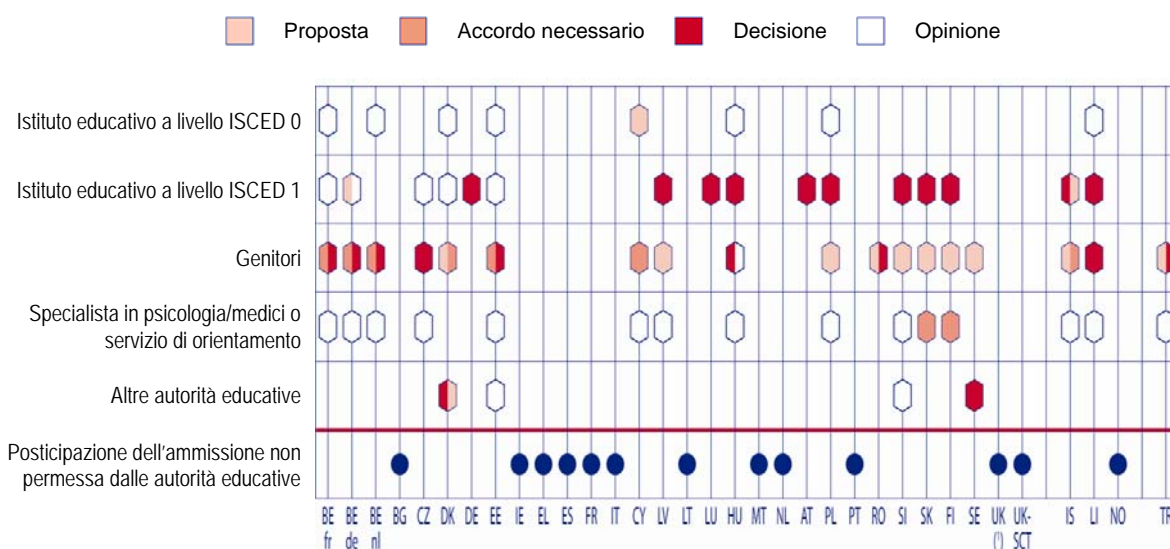 Proposta Accordo necessario Decisione Opinione
Istituto educativo a livello ISCED 0
Istituto educativo a livello ISCED 1
Genitori
Specialista in psicologia/medici o
servizio di orientamento
Altre autorità educative
Posticipazione dell'ammissione non
permessa dalle autorità educative
BE BE BE BG CZ DK DE EE IE EL ES FR IT CY LV LT LU HU MT NL AT PL PT RO SI SK FI SE UK UK- IS LI NO TR
fr de nl (¹) SCT